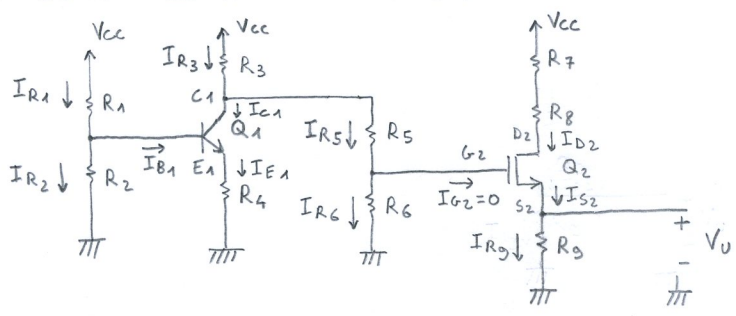 Vcc
Vcc
Vcc
IR3
R3
R7
IR1
R1
C1
IC1
R8
Q1
IR5
R5
D2
ID2
IR2
R2
IB1
E1
IE1
G2
Q2
R4
IR6
R6
IG2=0
S2
IS2
+
IR9
R9
VU
-